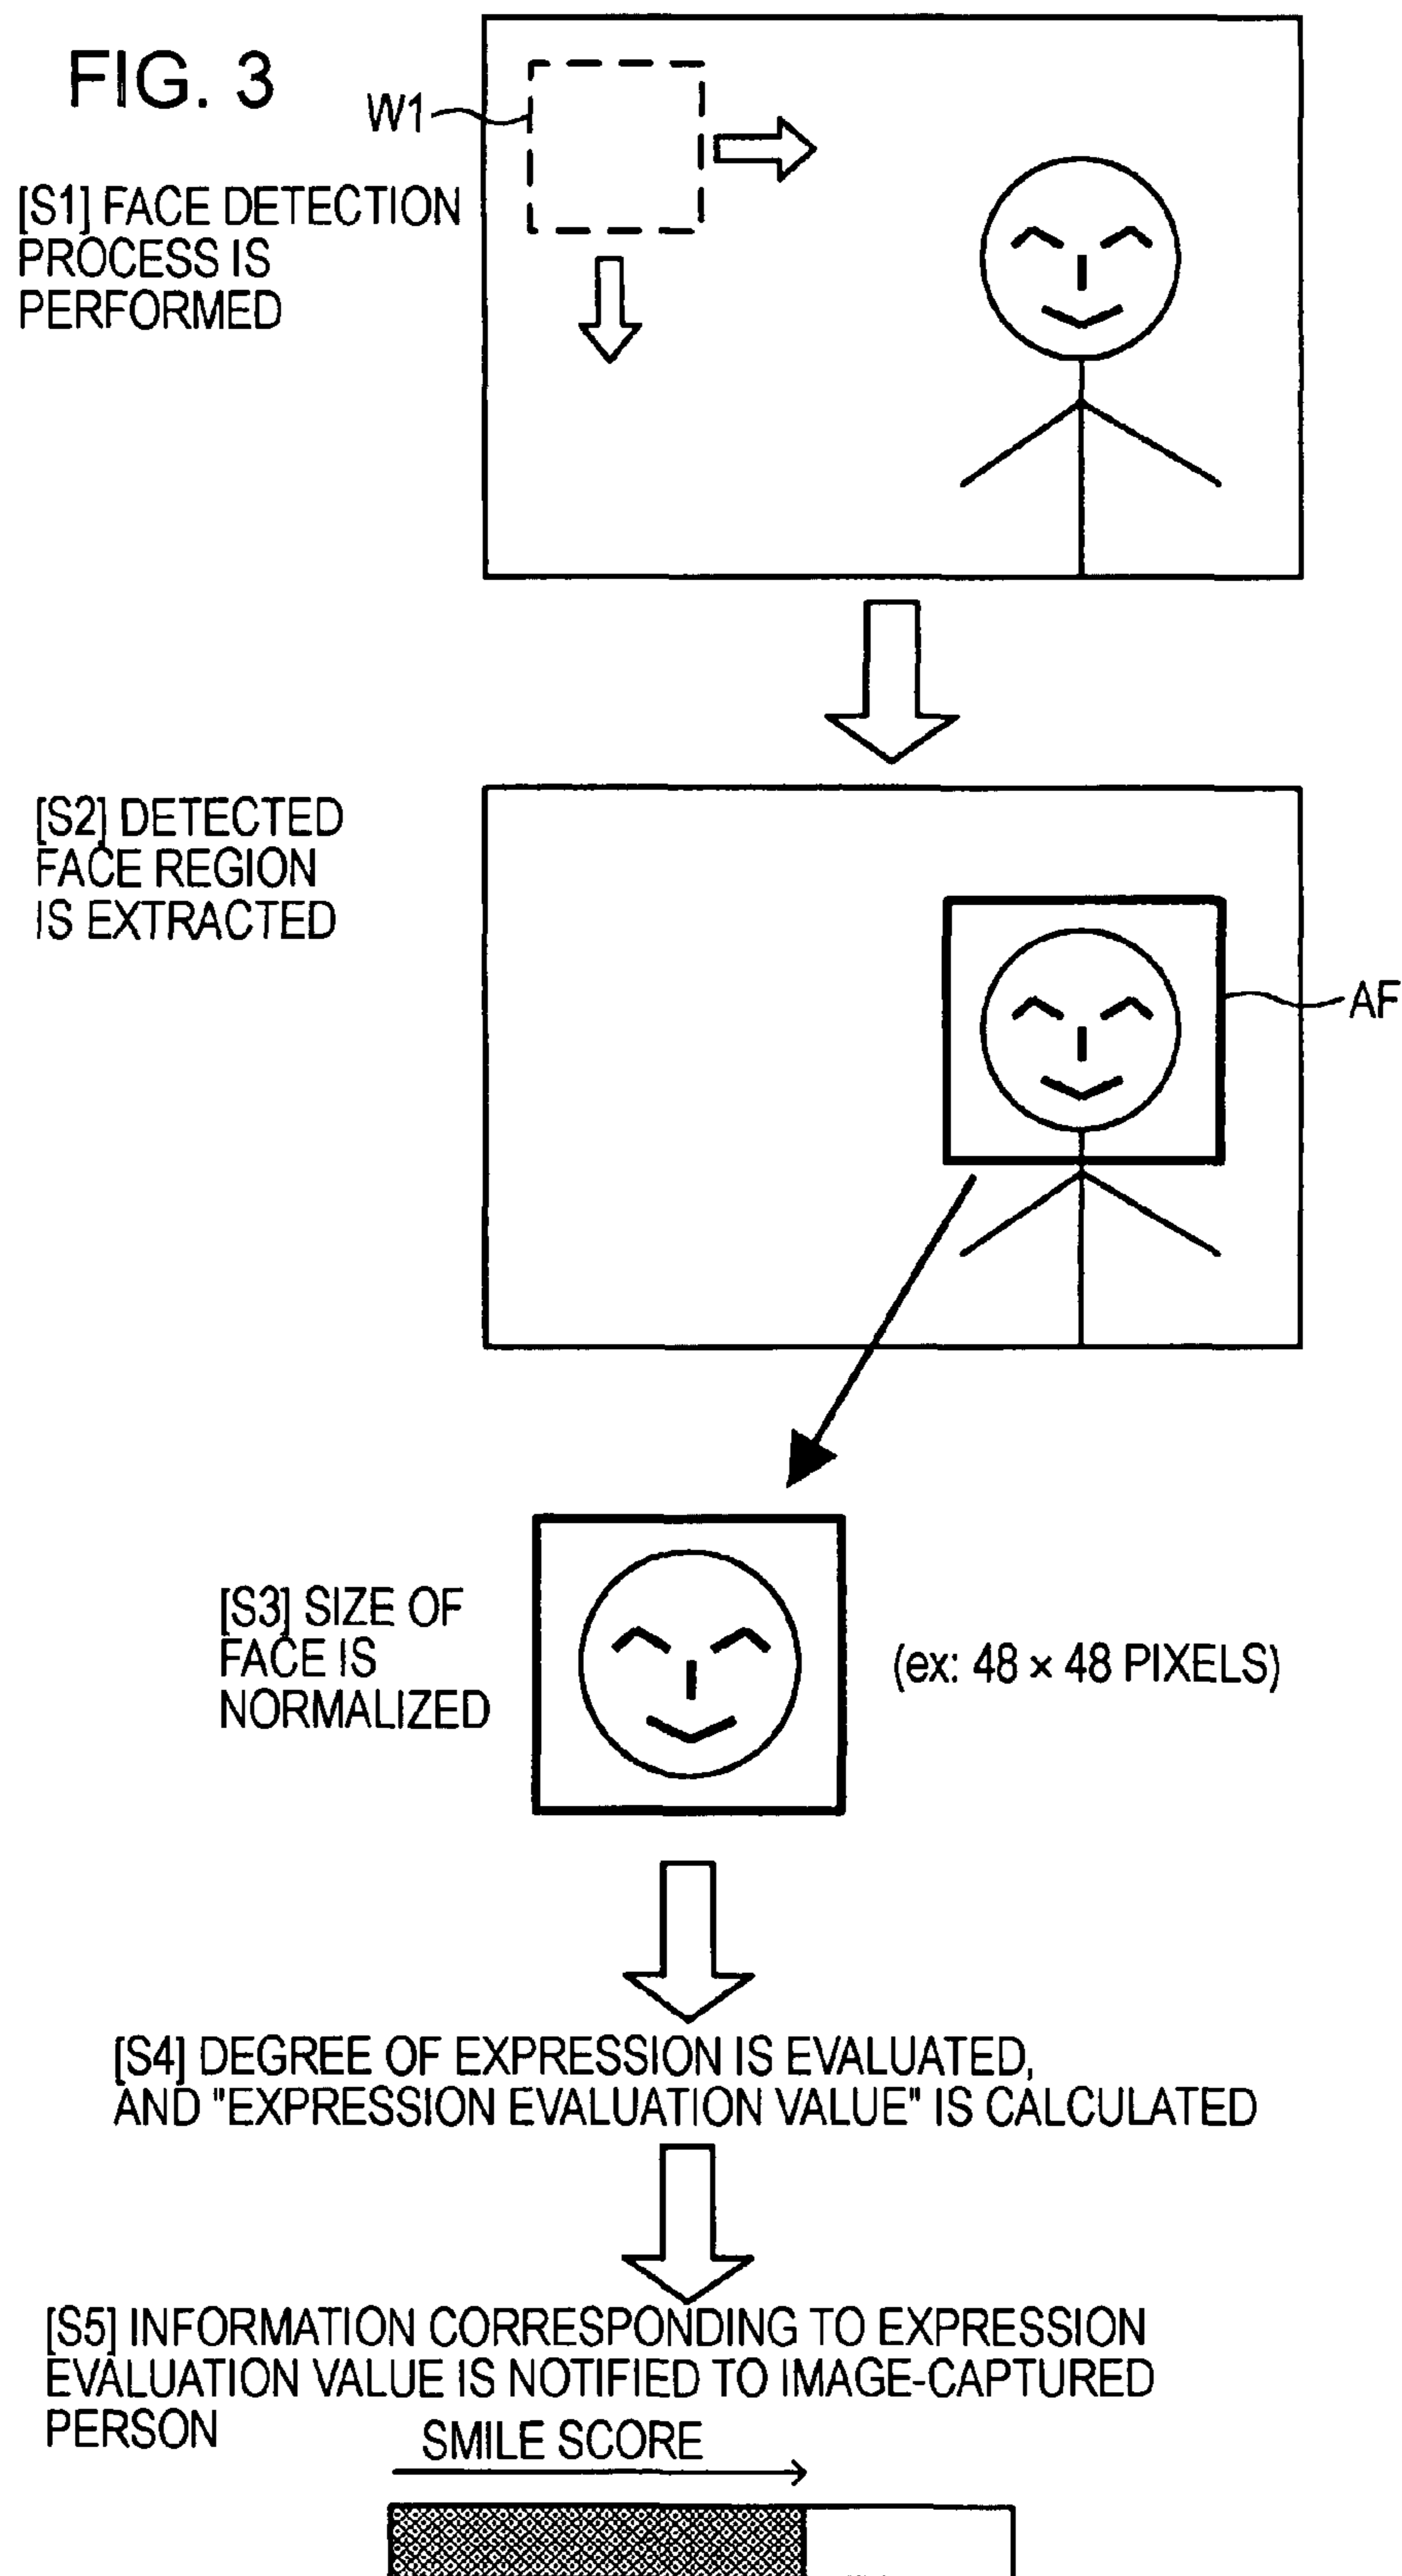 FIG. 3
W1
[S1] FACE DETECTION
PROCESS IS
PERFORMED
[S2] DETECTED
FACE REGION
IS EXTRACTED
AF
[S3] SIZE OF
FACE IS
NORMALIZED
(ex: 48 × 48 PIXELS)
[S4] DEGREE OF EXPRESSION IS EVALUATED,
AND "EXPRESSION EVALUATION VALUE" IS CALCULATED
[S5] INFORMATION CORRESPONDING TO EXPRESSION
EVALUATION VALUE IS NOTIFIED TO IMAGE-CAPTURED
PERSON
SMILE SCORE